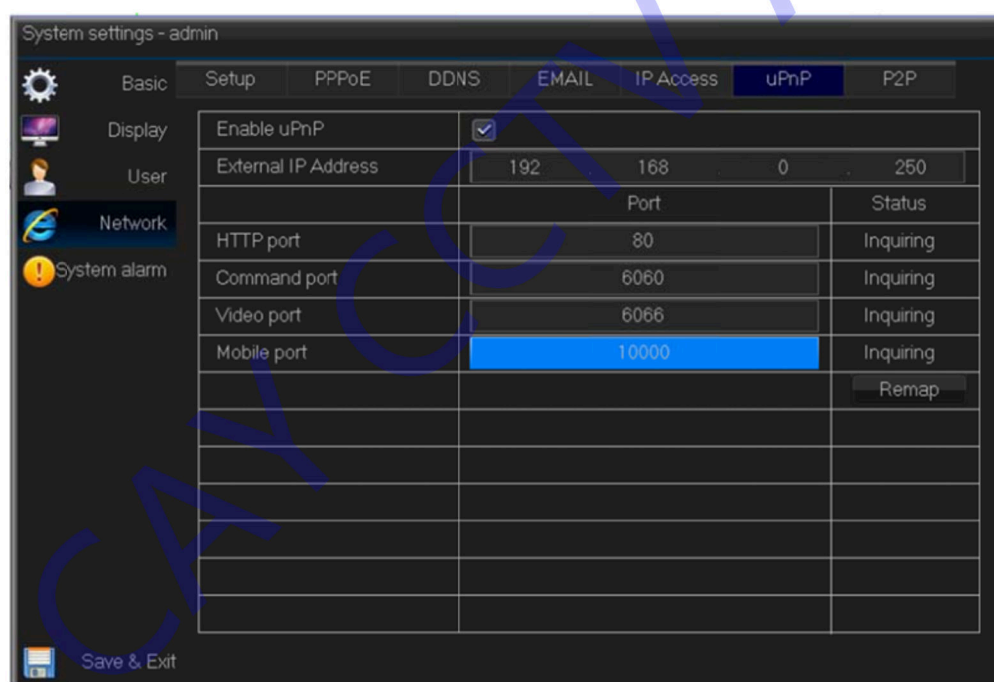 System settings - admin
Basic
Setup PPPoE DDNS EMAIL IP Access uPnP P2P
Display
Enable uPnP
User
External IP Address 192 . 168 . 0 . 250
Port Status
Network
HTTP port 80 Inquiring
System alarm
Command port 6060 Inquiring
Video port 6066 Inquiring
Mobile port 10000 Inquiring
Remap
Save & Exit
CAY CCTV